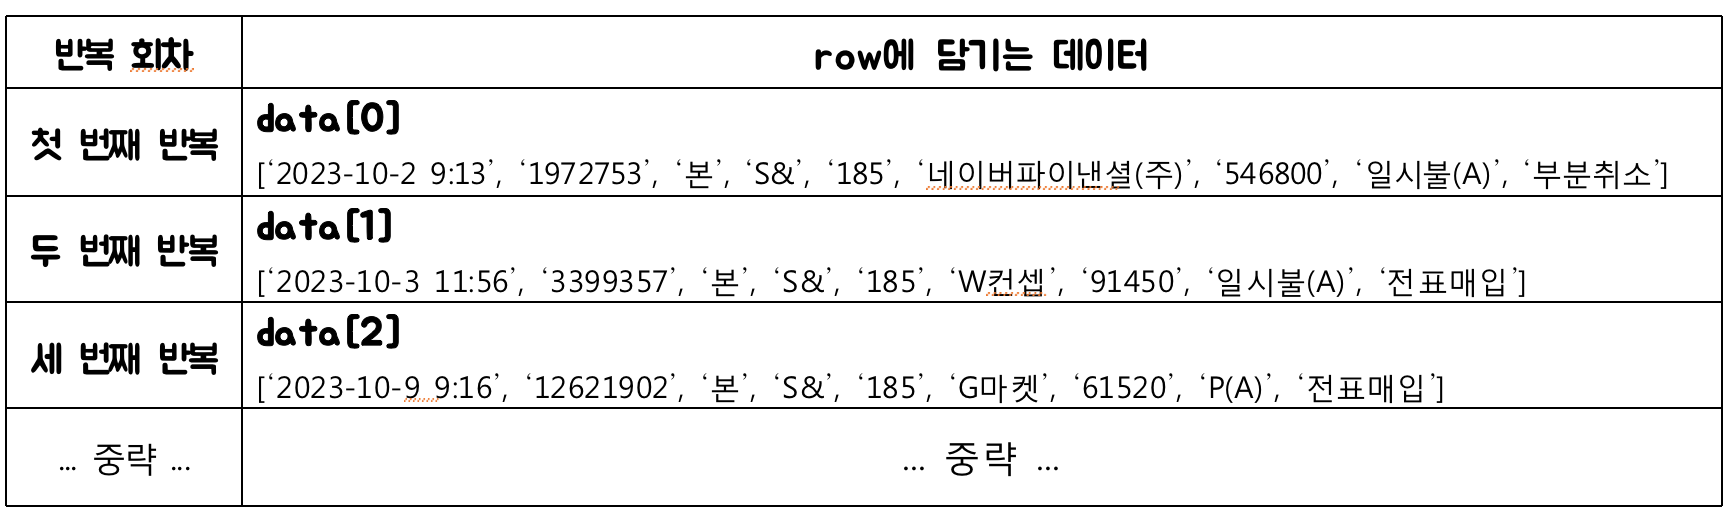 반복 회차
row에 담기는 데이터
첫 번째 반복
data[0]
[‘2023-10-2 9:13’, ‘1972753’, ‘본’, ‘S&’, ‘185’, ‘네이버파이낸셜(주)’, ‘546800’, ‘일시불(A)’, ‘부분취소’]
두 번째 반복
data[1]
[‘2023-10-3 11:56’, ‘3399357’, ‘본’, ‘S&’, ‘185’, ‘W컨셉’, ‘91450’, ‘일시불(A)’, ‘전표매입’]
세 번째 반복
data[2]
[‘2023-10-9 9:16’, ‘12621902’, ‘본’, ‘S&’, ‘185’, ‘G마켓’, ‘61520’, ‘P(A)’, ‘전표매입’]
... 중략 ...
... 중략 ...